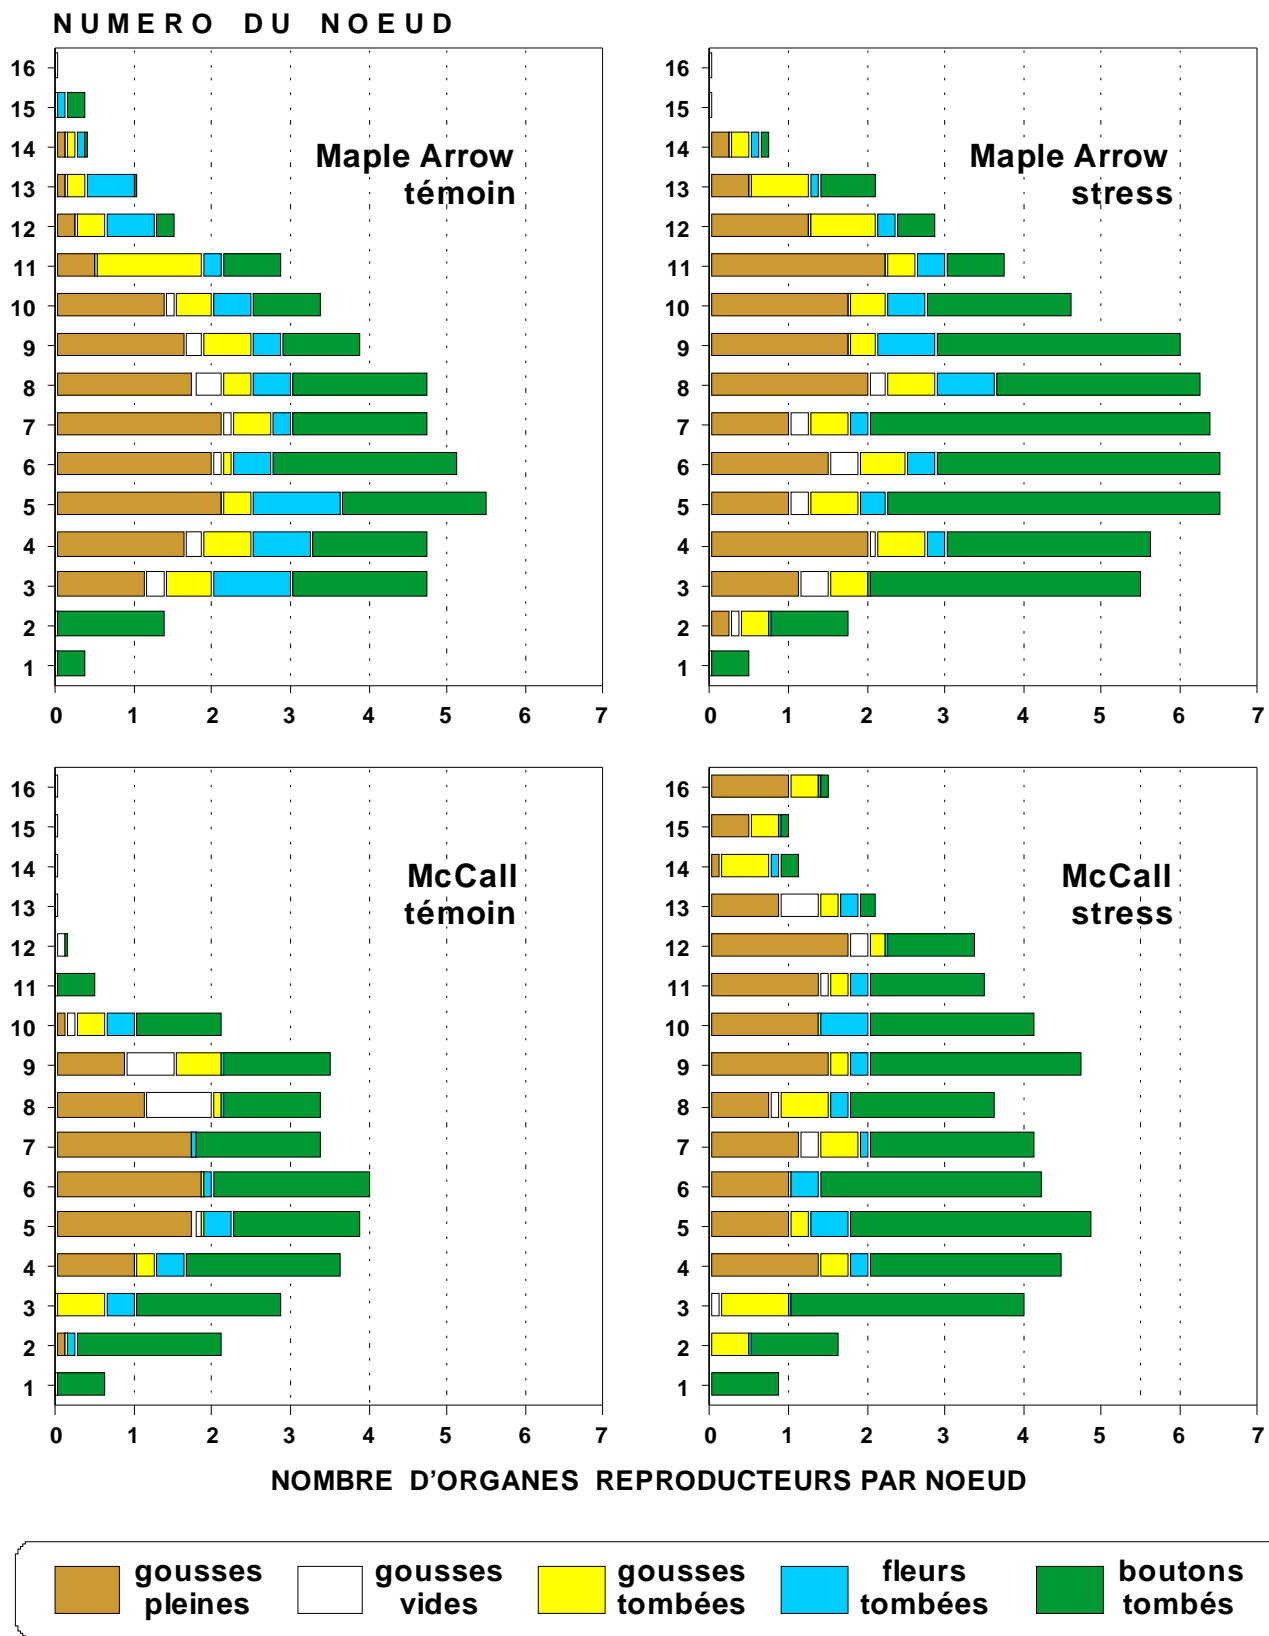 NUMERO DU NOEUD
16
15
14
13
12
11
10
9
8
7
6
5
4
3
2
1
0 1 2 3 4 5 6 7
Maple Arrow
témoin
16
15
14
13
12
11
10
9
8
7
6
5
4
3
2
1
0 1 2 3 4 5 6 7
Maple Arrow
stress
16
15
14
13
12
11
10
9
8
7
6
5
4
3
2
1
0 1 2 3 4 5 6 7
McCall
témoin
16
15
14
13
12
11
10
9
8
7
6
5
4
3
2
1
0 1 2 3 4 5 6 7
McCall
stress
NOMBRE D'ORGANES REPRODUCTEURS PAR NOEUD
gousses
pleines
gousses
vides
gousses
tombées
fleurs
tombées
boutons
tombés